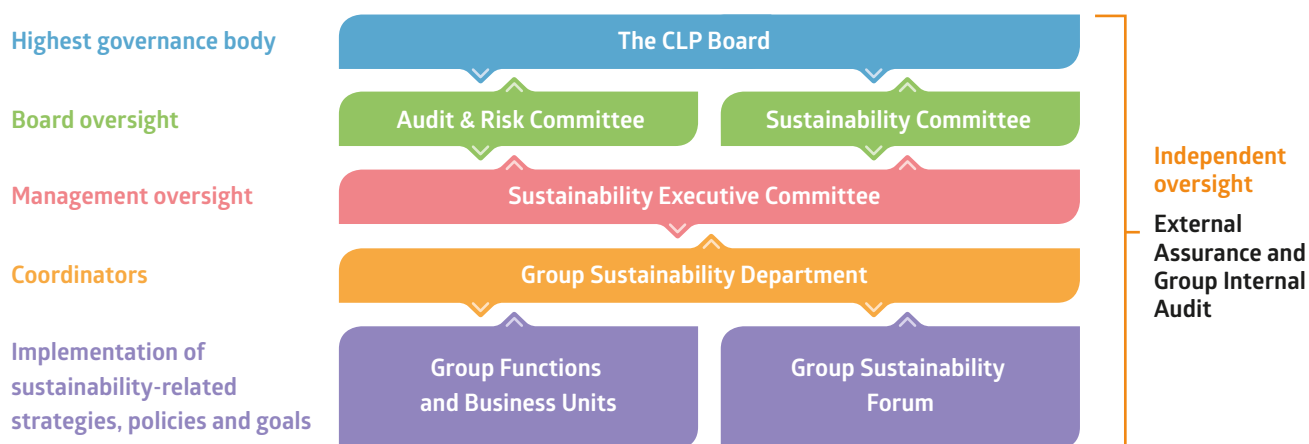 Highest governance body
The CLP Board
Board oversight
Audit & Risk Committee
Sustainability Committee
Management oversight
Sustainability Executive Committee
Coordinators
Group Sustainability Department
Implementation of
sustainability-related
strategies, policies and goals
Group Functions
and Business Units
Group Sustainability
Forum
Independent
oversight
External
Assurance and
Group Internal
Audit